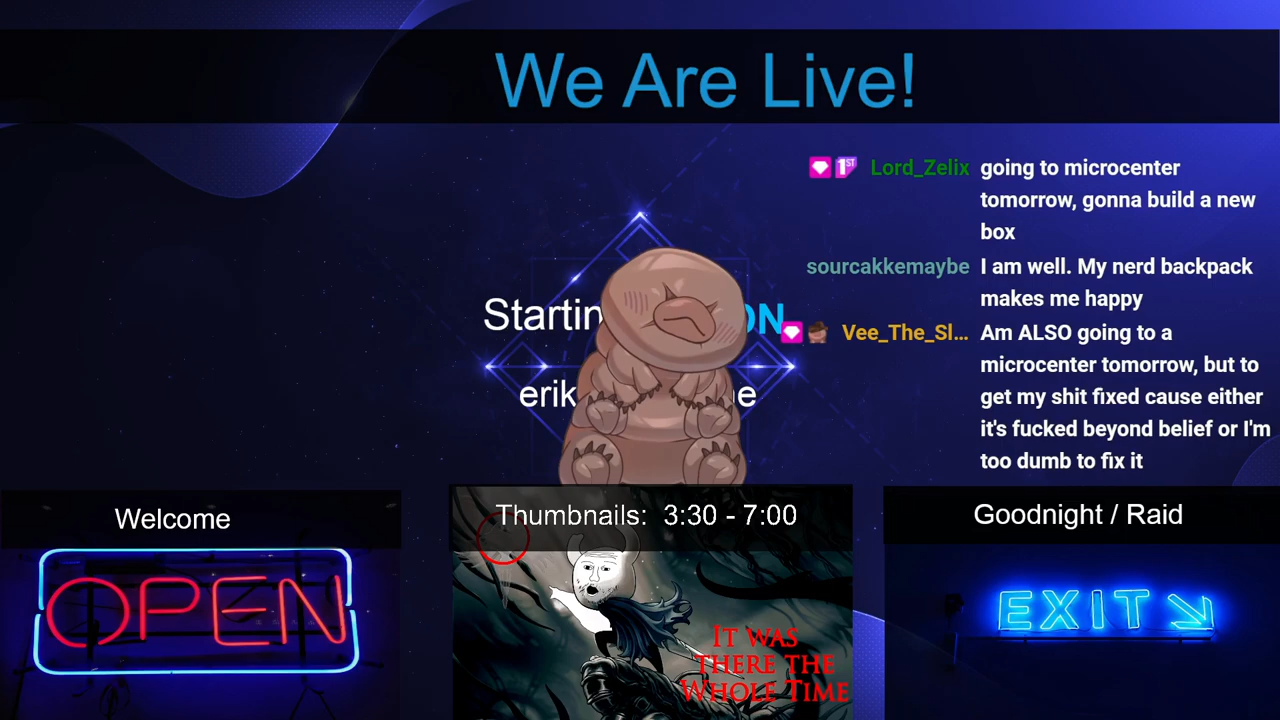 We Are Live!
Lord_Zelix going to microcenter
tomorrow, gonna build a new
box
sourcakkemaybe I am well. My nerd backpack
makes me happy
Vee_The_Sl... Am ALSO going to a
microcenter tomorrow, but to
get my shit fixed cause either
it's fucked beyond belief or I'm
too dumb to fix it
1ST
Welcome
OPEN
Thumbnails: 3:30 - 7:00
IT WAS
THERE THE
WHOLE TIME
Goodnight / Raid
EXIT